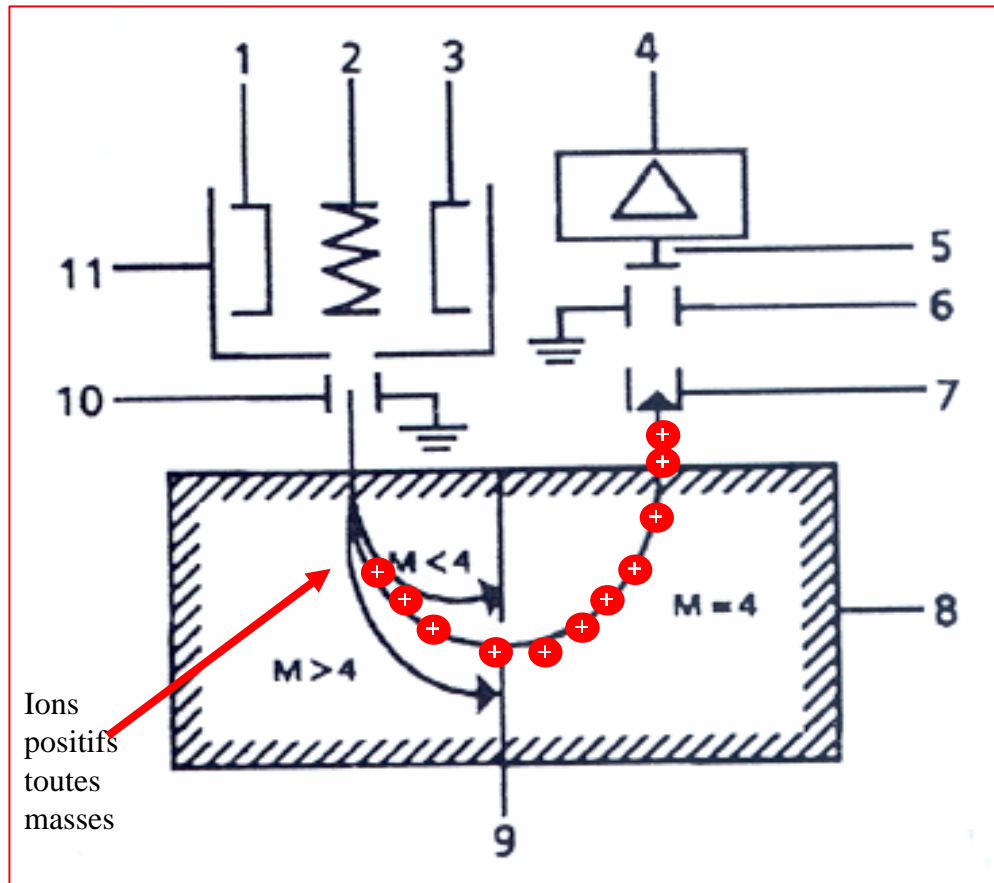 1
2
3
4
5
11
6
10
7
M < 4
M = 4
8
M > 4
Ions
positifs
toutes
masses
9